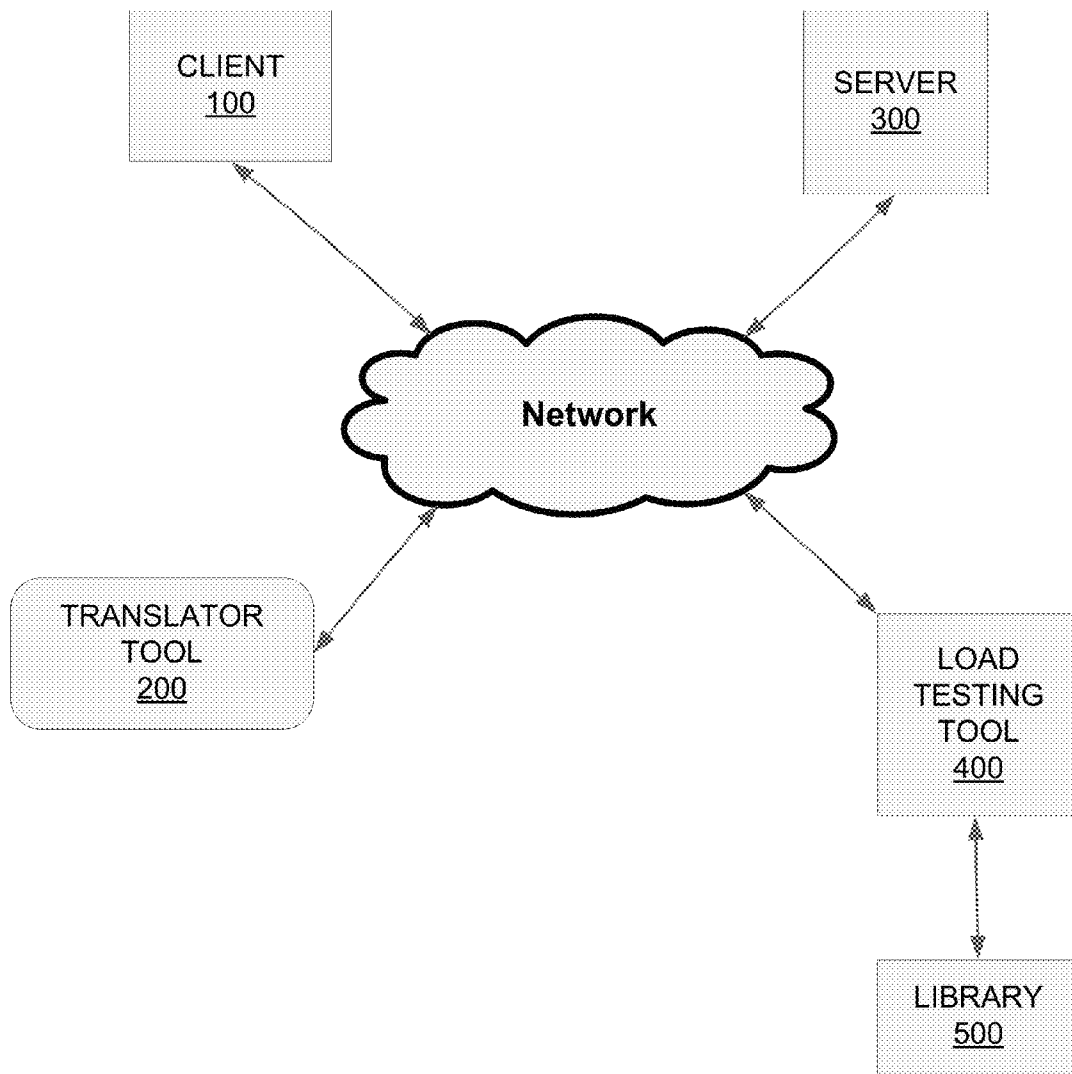 CLIENT
100
SERVER
300
Network
TRANSLATOR
TOOL
200
LOAD
TESTING
TOOL
400
LIBRARY
500